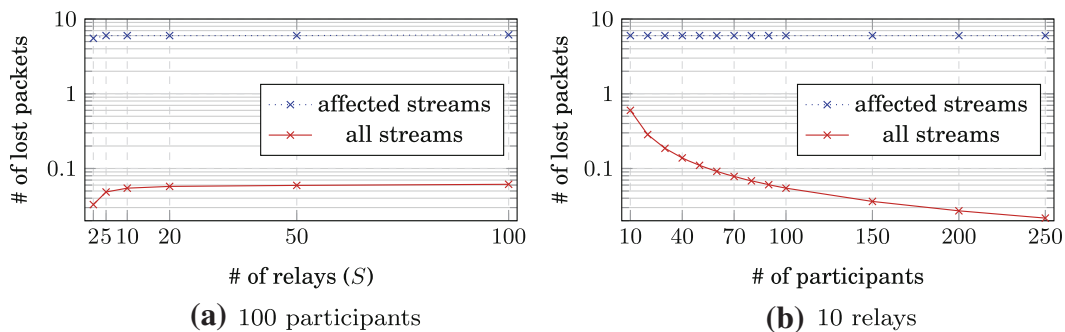 # of lost packets
10
1
0.1
affected streams
all streams
2 5 10 20 50 100
# of relays (S)
(a) 100 participants
# of lost packets
10
1
0.1
affected streams
all streams
10 40 70 100 150 200 250
# of participants
(b) 10 relays